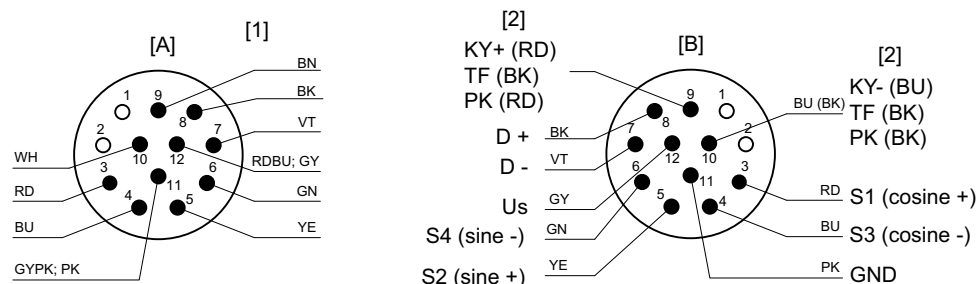 [1]
[A]
BN
BK
VT
RDBU; GY
GN
YE
WH
RD
BU
GYPK; PK
1
9
8
2
7
10
12
3
11
6
4
5
[2]
KY+ (RD)
TF (BK)
PK (RD)
[B]
[2]
KY- (BU)
TF (BK)
PK (BK)
BU (BK)
D + BK
D - VT
Us GY
S4 (sine -) GN
S2 (sine +) YE
9
1
8
7
12
10
2
6
11
3
5
4
RD S1 (cosine +)
BU S3 (cosine -)
PK GND